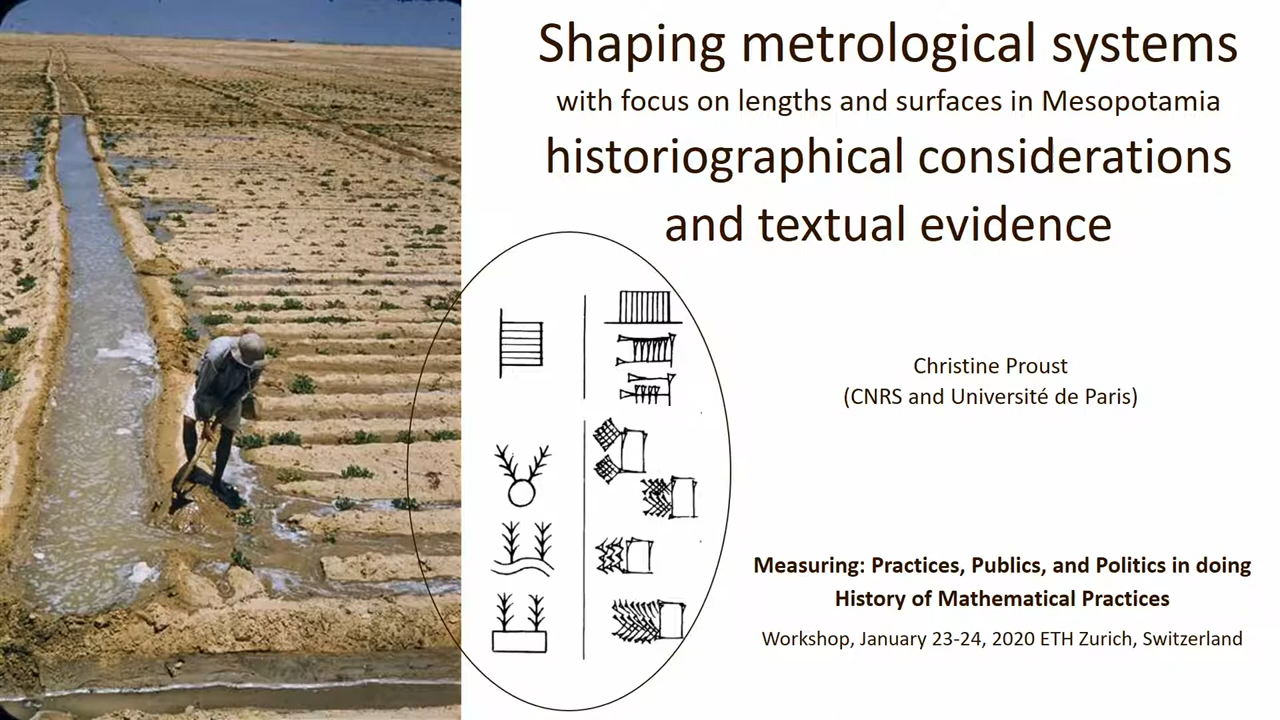 Shaping metrological systems
with focus on lengths and surfaces in Mesopotamia
historiographical considerations
and textual evidence
Christine Proust
(CNRS and Université de Paris)
Measuring: Practices, Publics, and Politics in doing
History of Mathematical Practices
Workshop, January 23-24, 2020 ETH Zurich, Switzerland